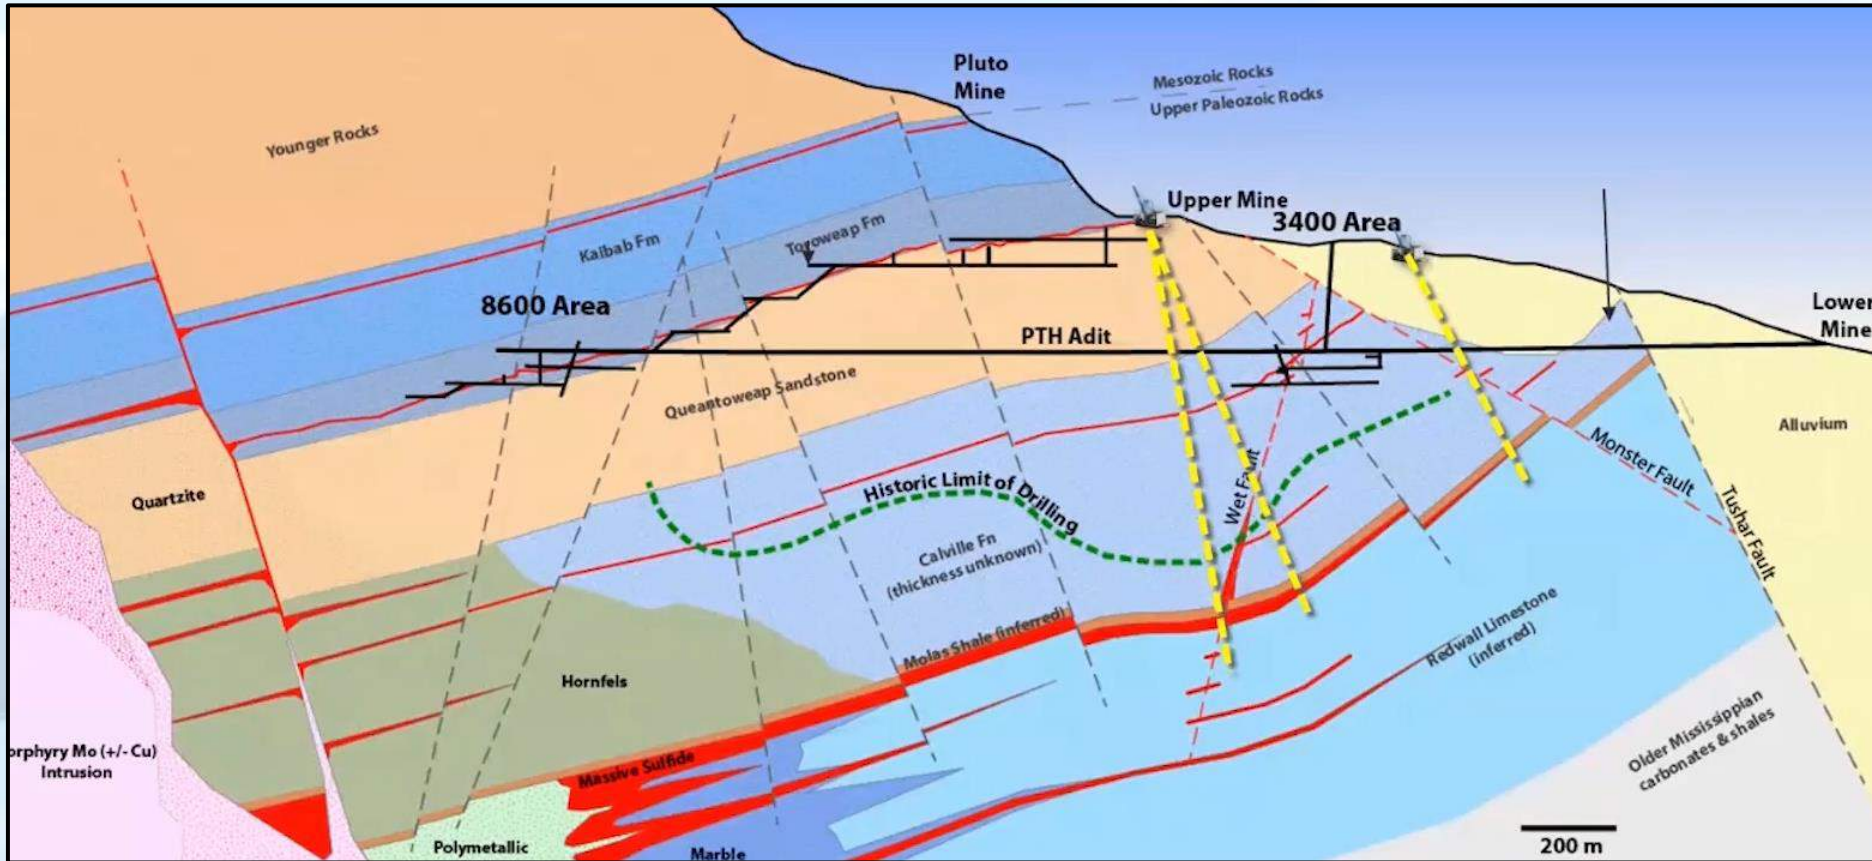 Pluto
Mine
Mesozoic Rocks
Upper Paleozoic Rocks
Younger Rocks
Upper Mine
3400 Area
Kaibab Fm
Toroweap Fm
8600 Area
Lower
Mine
PTH Adit
Queantoweap Sandstone
Alluvium
Quartzite
Historic Limit of Drilling
Wet Fault
Monster Fault
Tushar Fault
Calville Fn
(thickness unknown)
Molas Shale (inferred)
Redwall Limestone
(inferred)
Hornfels
Older Mississippian
carbonates & shales
orphyry Mo (+/- Cu)
Intrusion
Massive Sulfide
Polymetallic
Marble
200 m